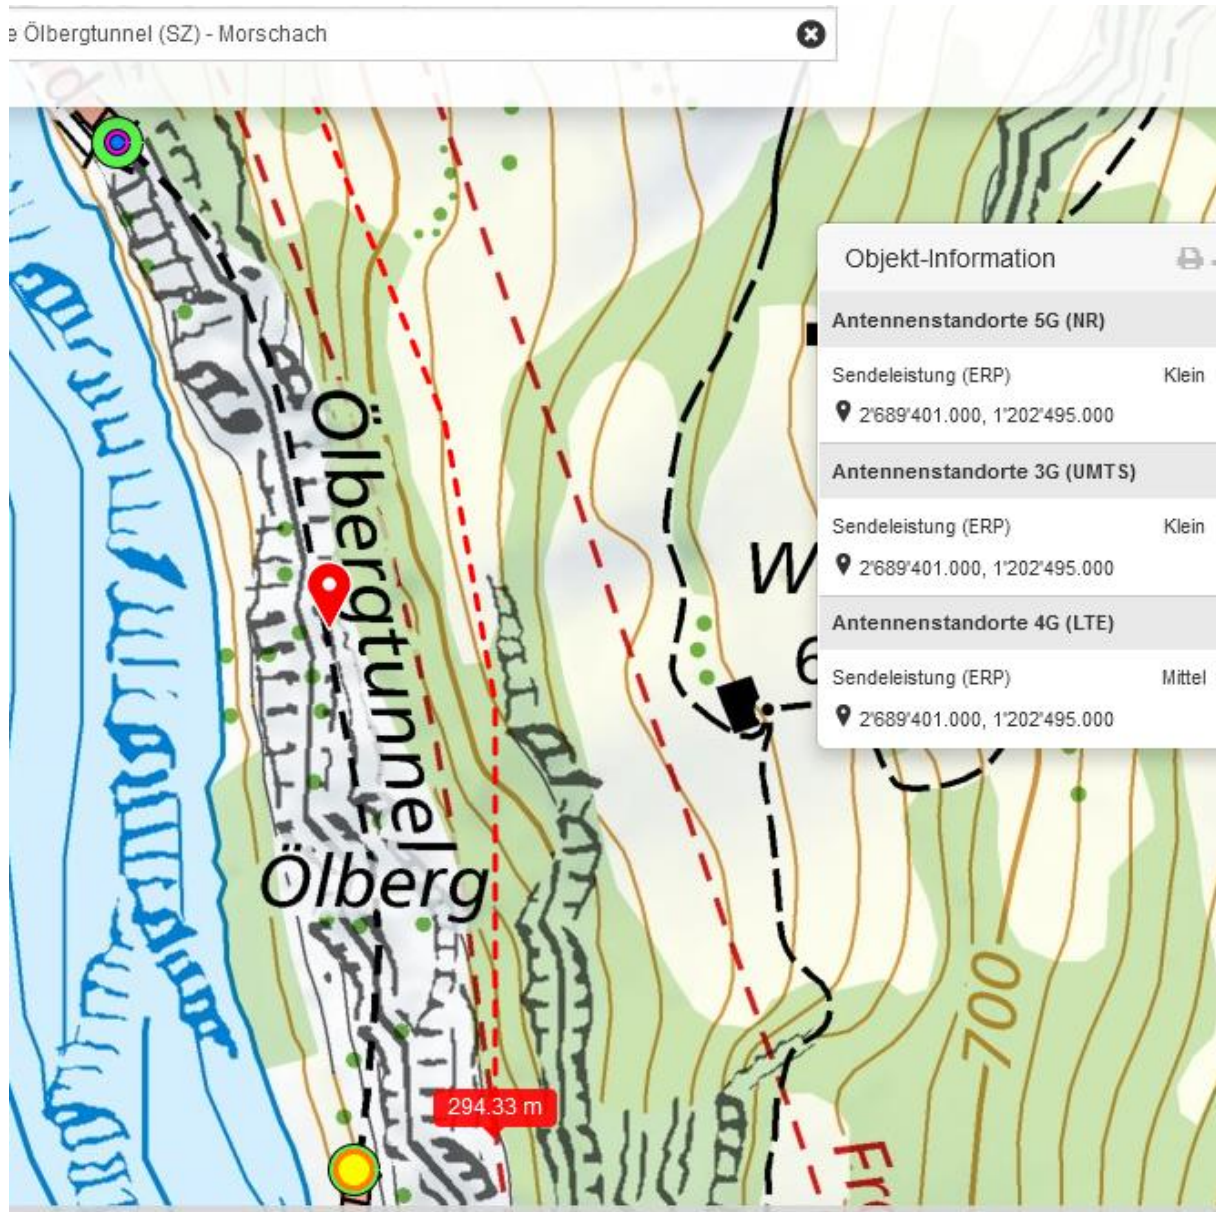 e Ölbergtunnel (SZ) - Morschach
Objekt-Information
Antennenstandorte 5G (NR)
Sendeleistung (ERP) Klein
2'689'401.000, 1'202'495.000
Antennenstandorte 3G (UMTS)
Sendeleistung (ERP) Klein
2'689'401.000, 1'202'495.000
Antennenstandorte 4G (LTE)
Sendeleistung (ERP) Mittel
2'689'401.000, 1'202'495.000
Ölbergtunnel
W
6
Ölberg
700
294.33 m
Fr